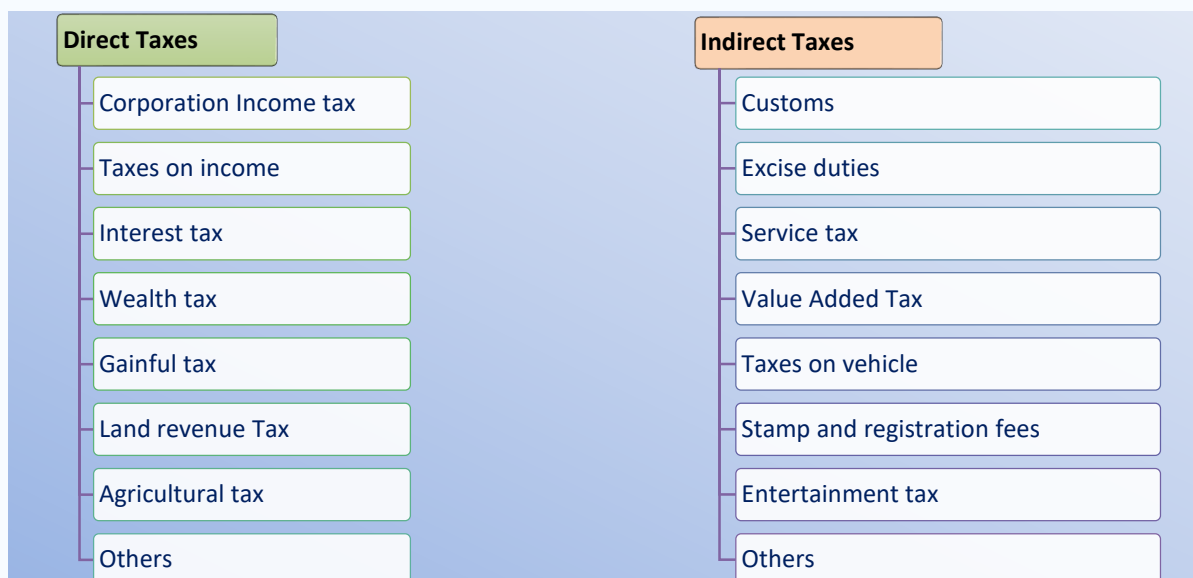 Direct Taxes
Corporation Income tax
Taxes on income
Interest tax
Wealth tax
Gainful tax
Land revenue Tax
Agricultural tax
Others
Indirect Taxes
Customs
Excise duties
Service tax
Value Added Tax
Taxes on vehicle
Stamp and registration fees
Entertainment tax
Others